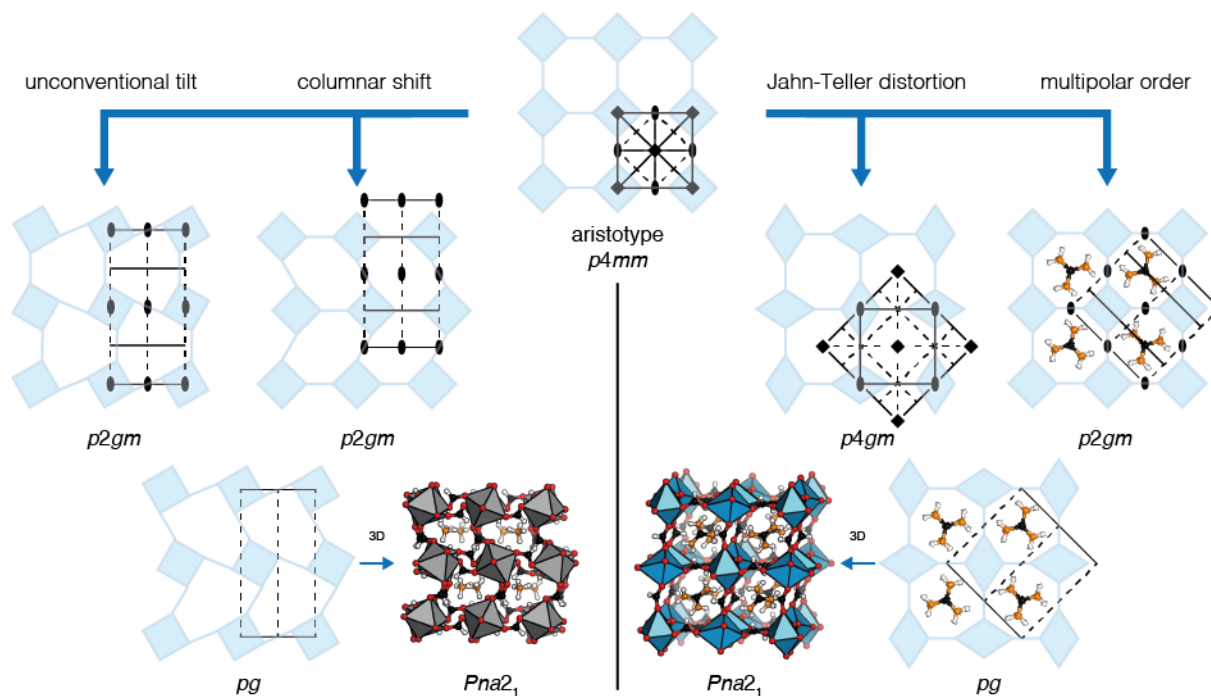 unconventional tilt
columnar shift
Jahn-Teller distortion
multipolar order
aristotype
p4mm
p2gm
p2gm
p4gm
p2gm
3D
3D
pg
Pna2₁
Pna2₁
pg